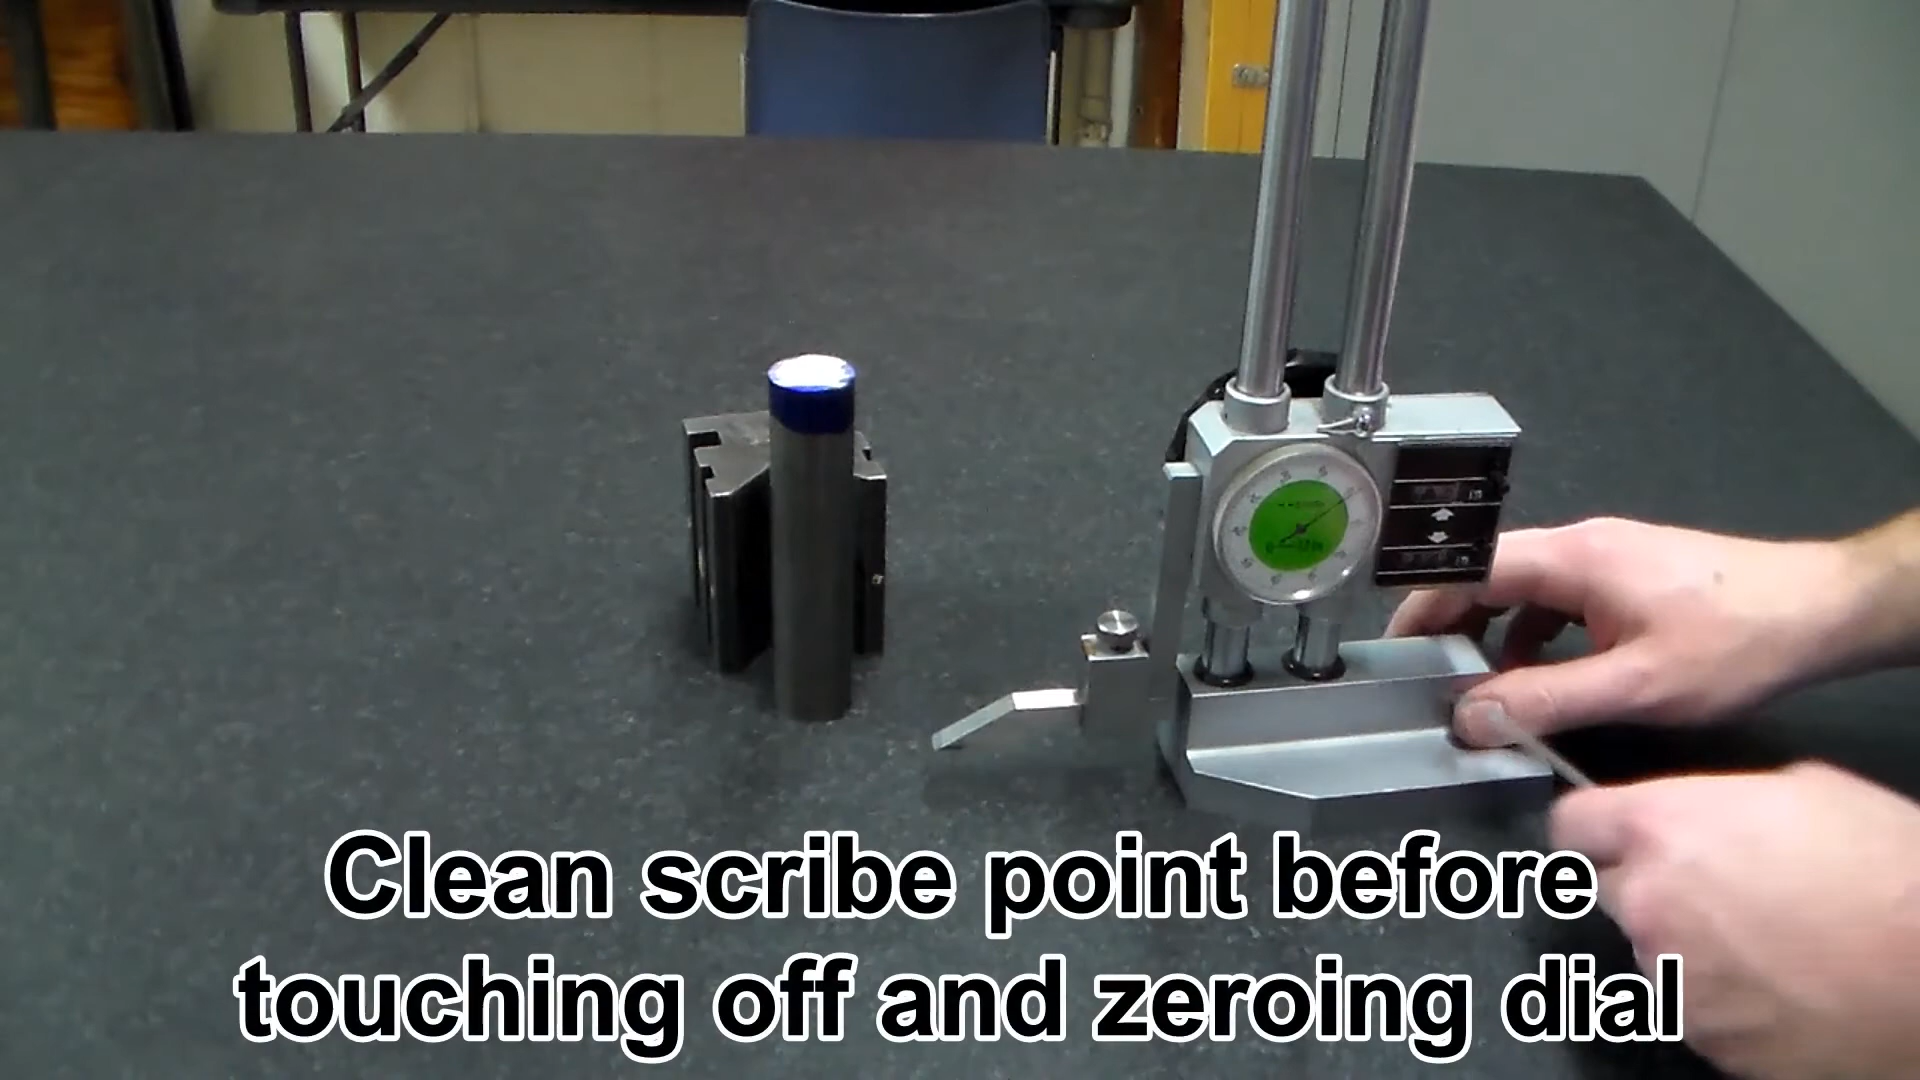 Clean scribe point before
touching off and zeroing dial